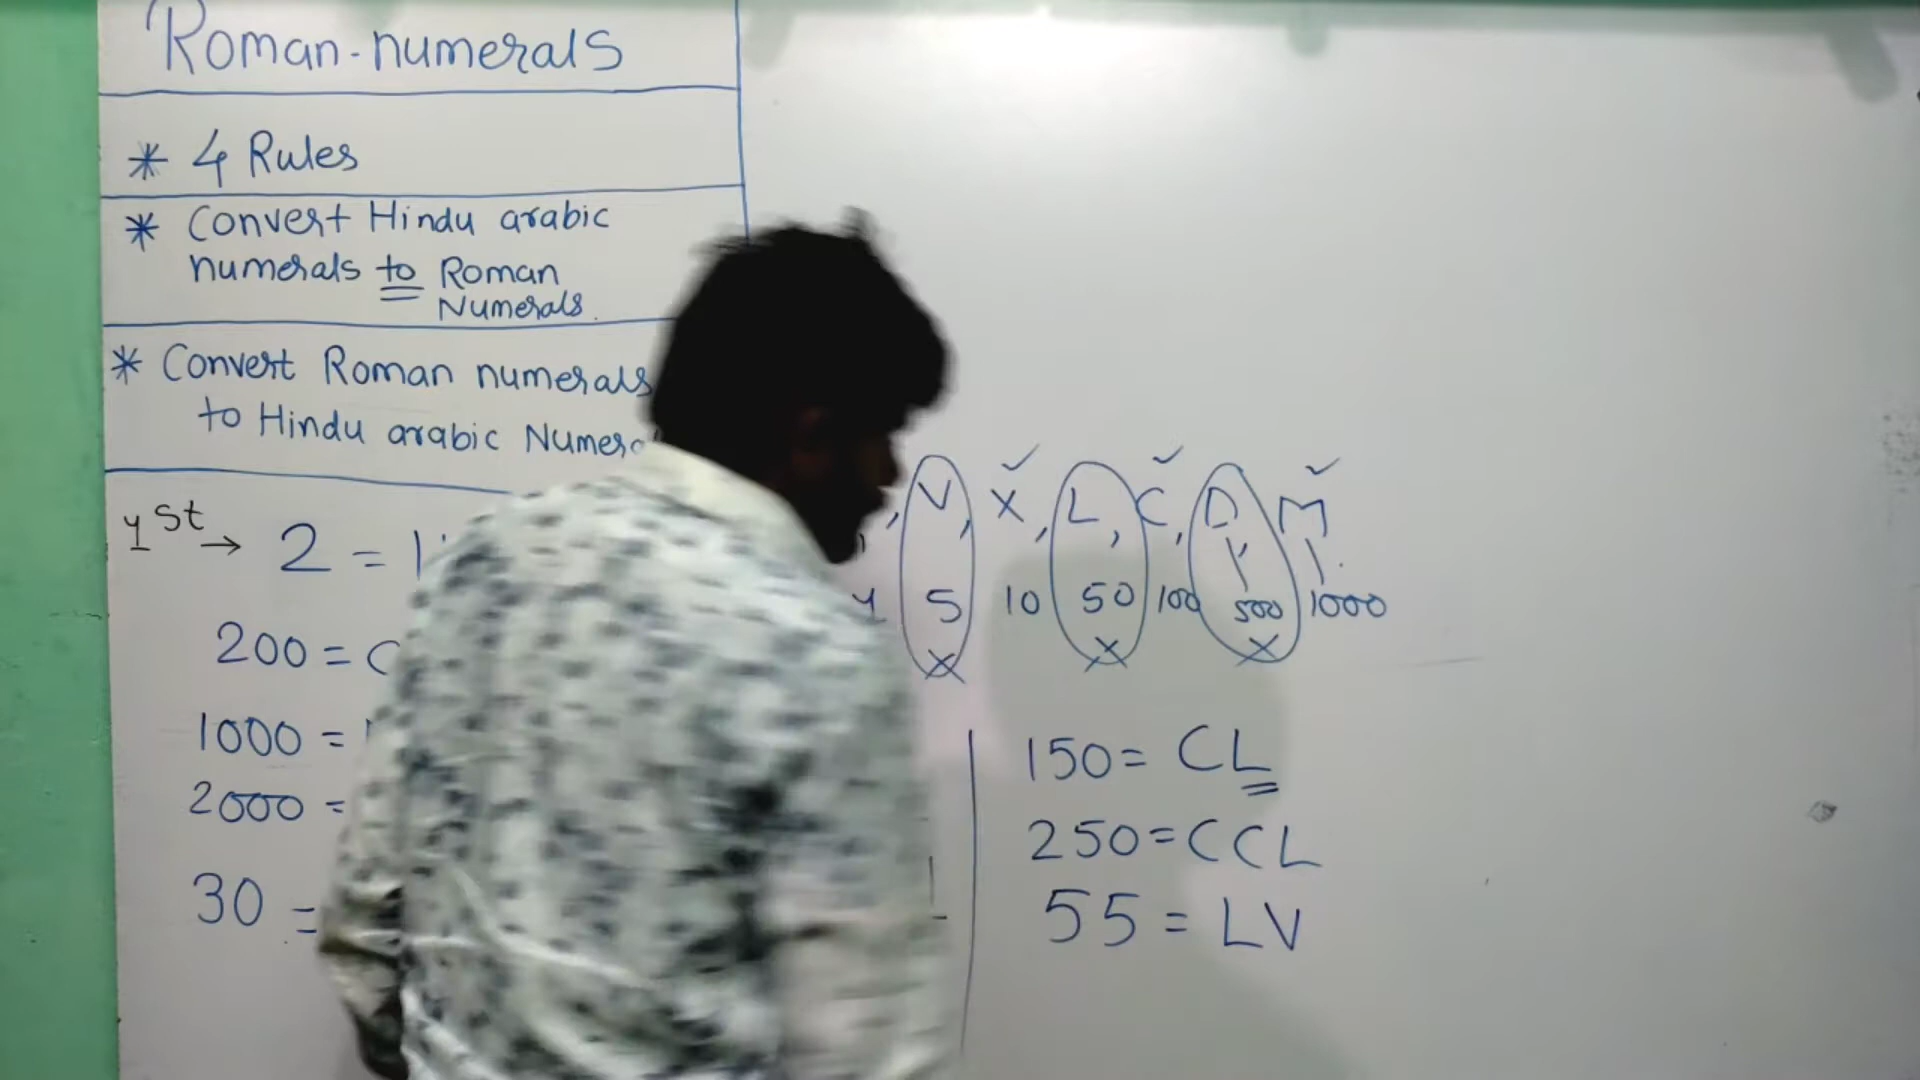 Roman-numerals
* 4 Rules
* Convert Hindu arabic
numerals to Roman
Numerals.
* Convert Roman numerals
to Hindu arabic
1st → 2 =
200 = C
1000 =
2000 =
30 =
, V, X, L, C, D M
5 10 50 100 500 1000
X X X
150 = CL
250 = CCL
55 = LV